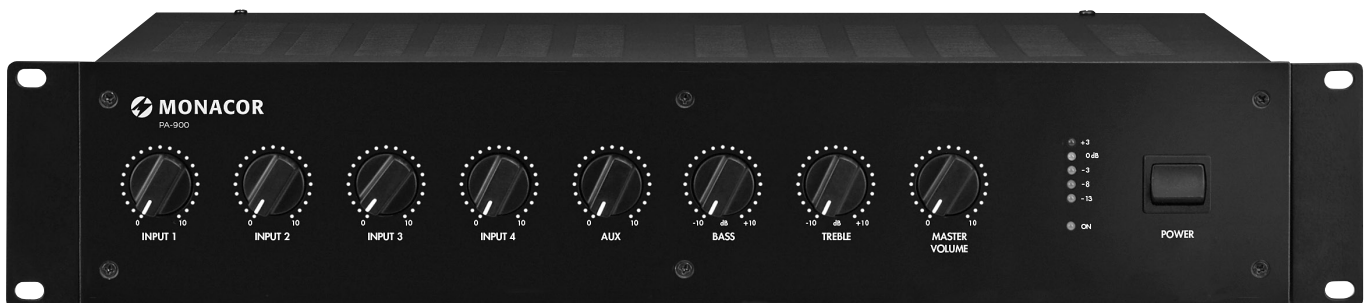 MONACOR
PA-900
+3
0 dB
-3
-8
-13
ON
0 10
0 10
0 10
0 10
0 10
-10 dB +10
-10 dB +10
0 10
INPUT 1
INPUT 2
INPUT 3
INPUT 4
AUX
BASS
TREBLE
MASTER
VOLUME
POWER